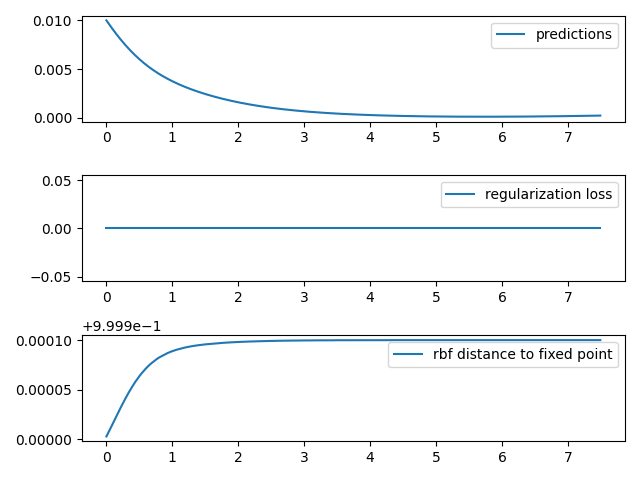 0.010
0.005
0.000
predictions
0 1 2 3 4 5 6 7
0.05
0.00
−0.05
regularization loss
0 1 2 3 4 5 6 7
+9.999e−1
0.00010
0.00005
0.00000
rbf distance to fixed point
0 1 2 3 4 5 6 7